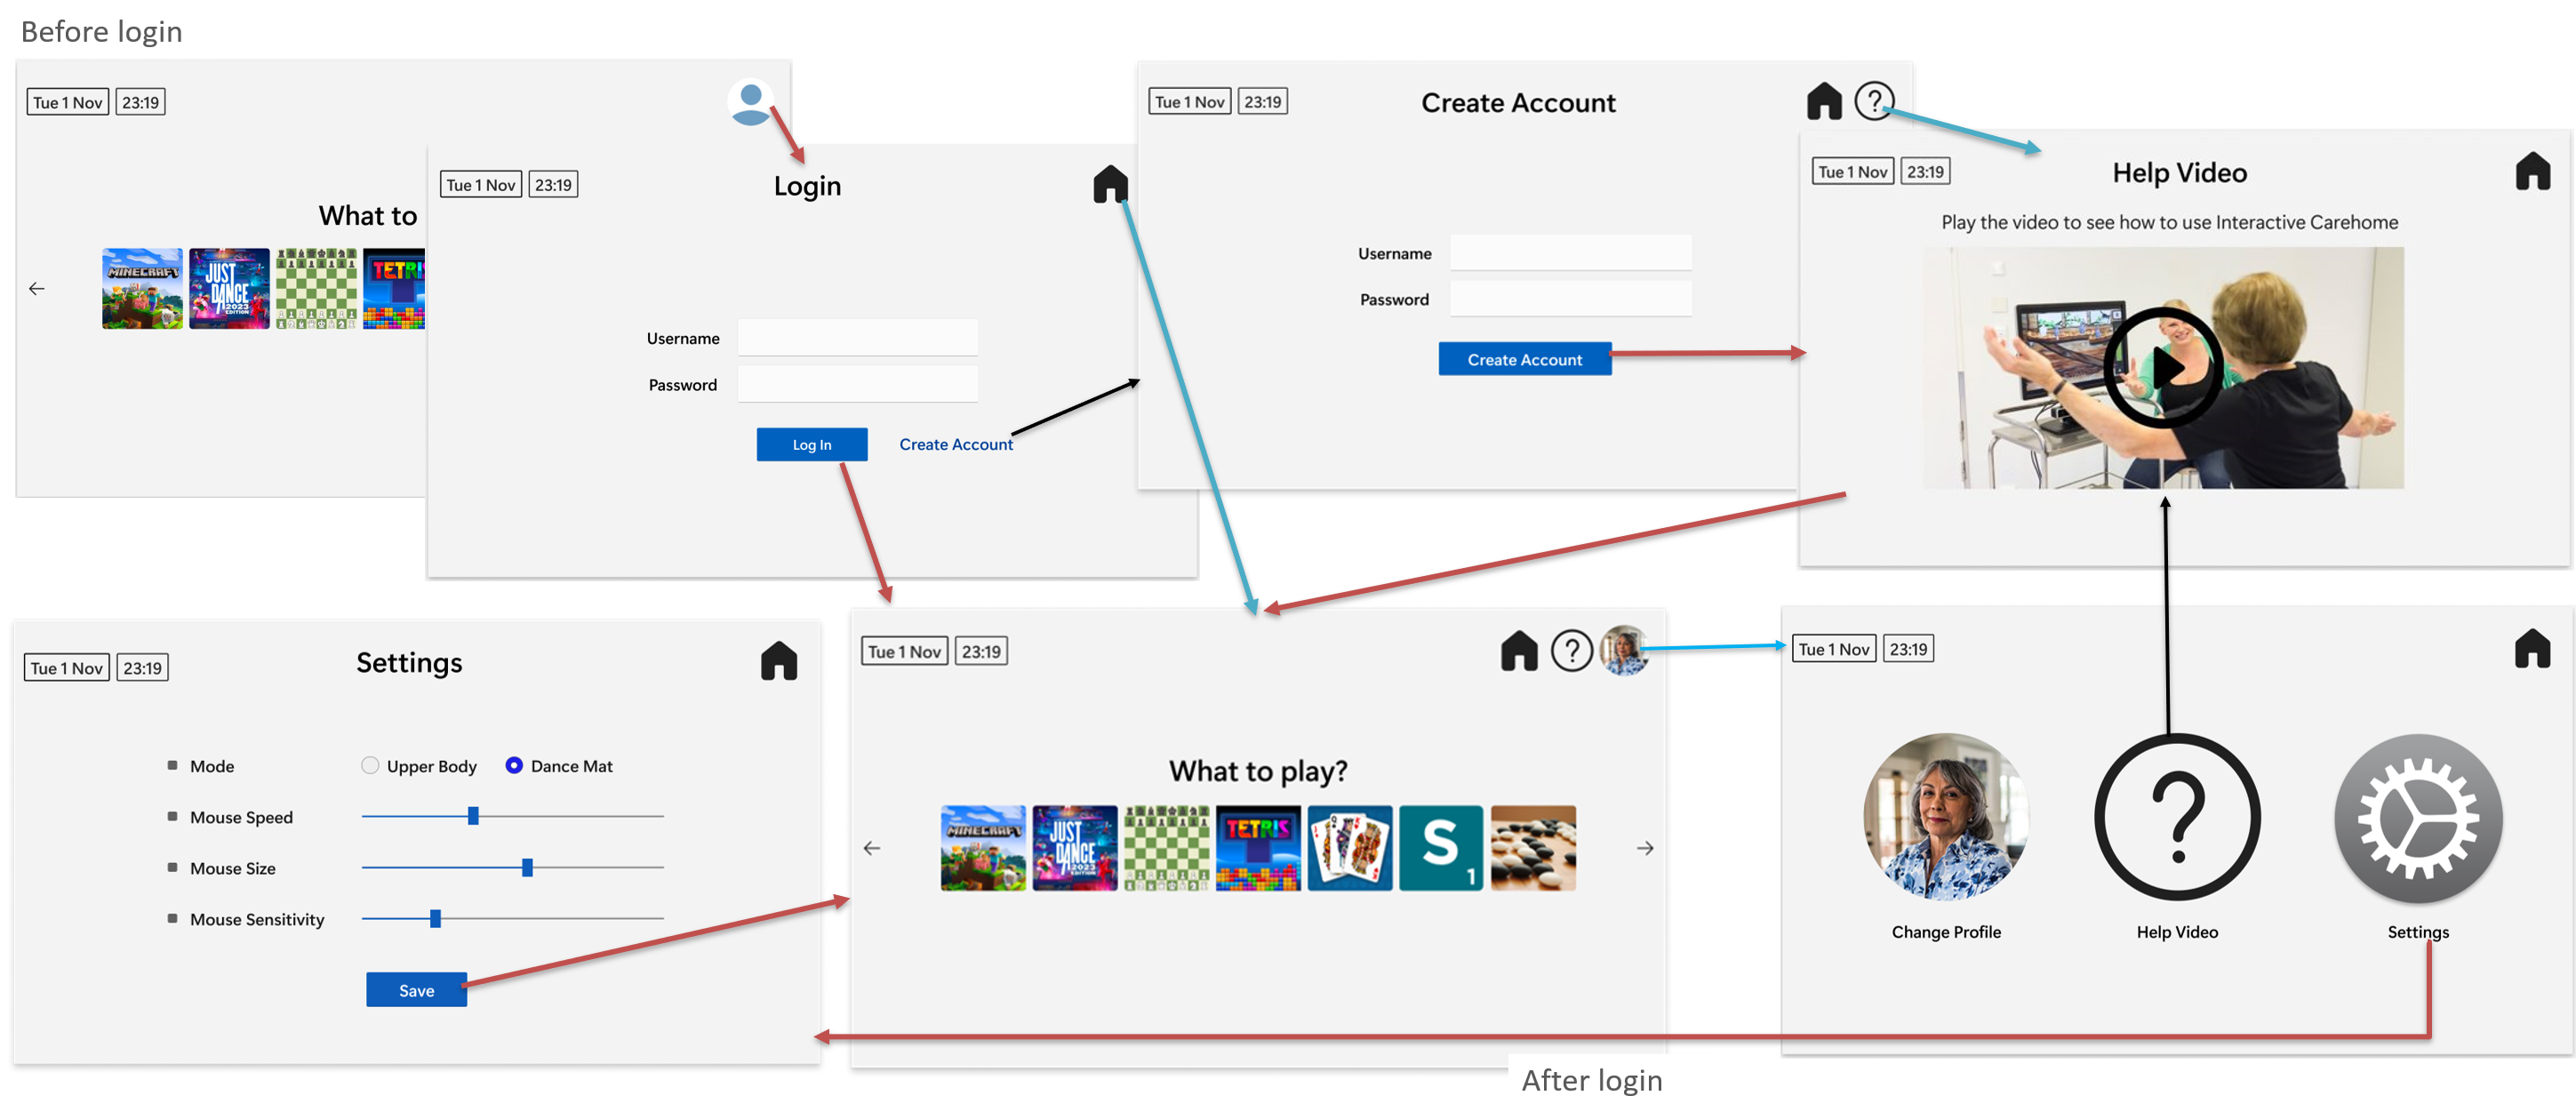 Before login
Tue 1 Nov 23:19
What to
MINECRAFT
JUST DANCE 2023 EDITION
TETRIS
Tue 1 Nov 23:19
Login
Username
Password
Log In Create Account
Tue 1 Nov 23:19
Create Account
?
Username
Password
Create Account
Tue 1 Nov 23:19
Help Video
Play the video to see how to use Interactive Carehome
Tue 1 Nov 23:19
Settings
Mode Upper Body Dance Mat
Mouse Speed
Mouse Size
Mouse Sensitivity
Save
Tue 1 Nov 23:19
?
What to play?
MINECRAFT
JUST DANCE 2023 EDITION
TETRIS
S 1
Tue 1 Nov 23:19
?
Change Profile Help Video Settings
After login